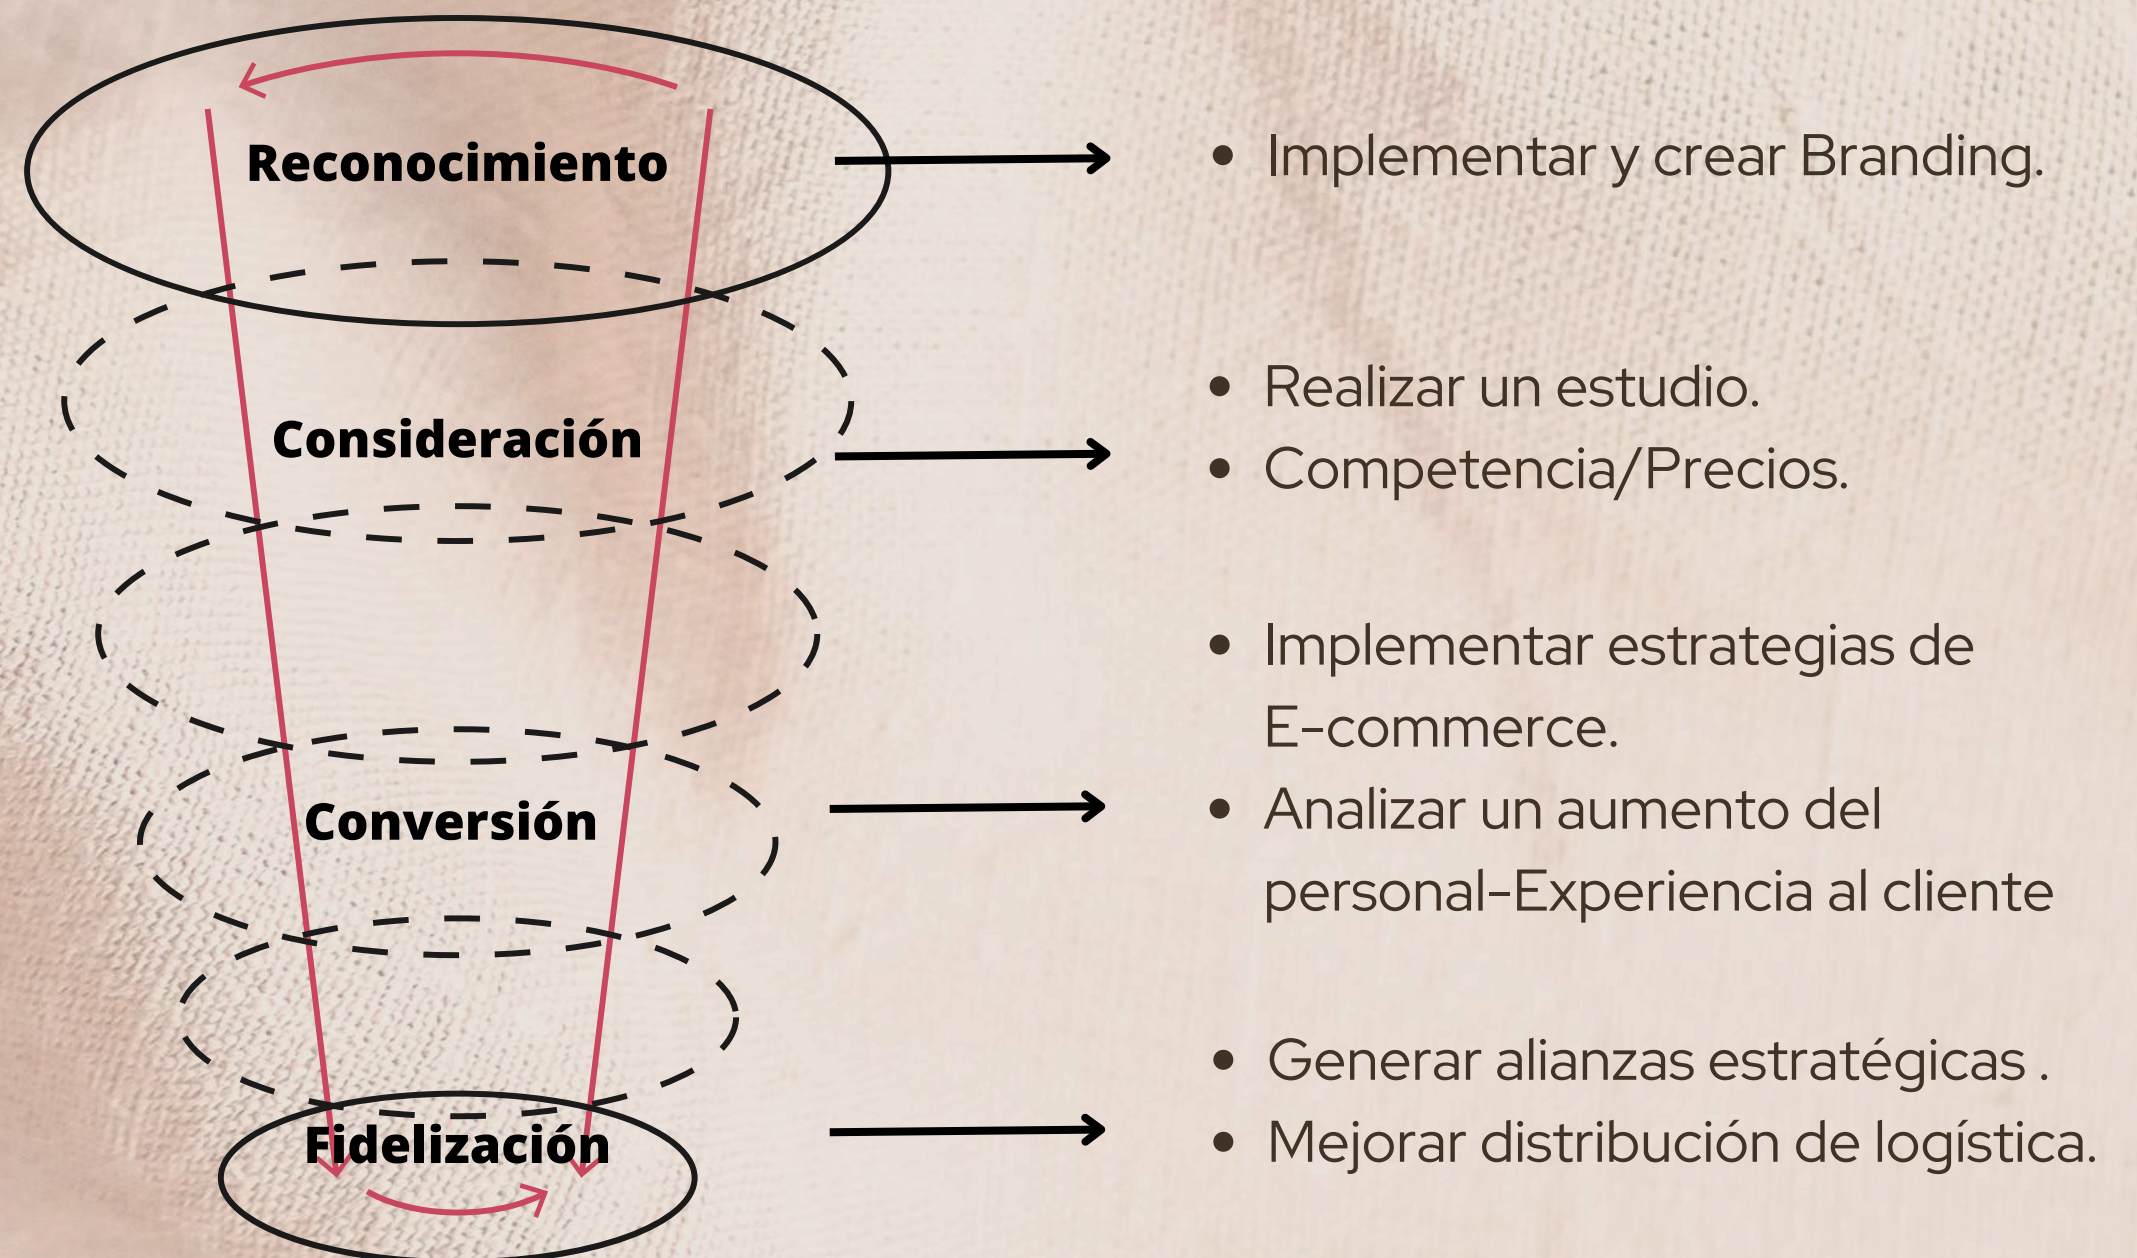 Reconocimiento
• Implementar y crear Branding.
Consideración
• Realizar un estudio.
• Competencia/Precios.
Conversión
• Implementar estrategias de
E-commerce.
• Analizar un aumento del
personal-Experiencia al cliente
Fidelización
• Generar alianzas estratégicas .
• Mejorar distribución de logística.